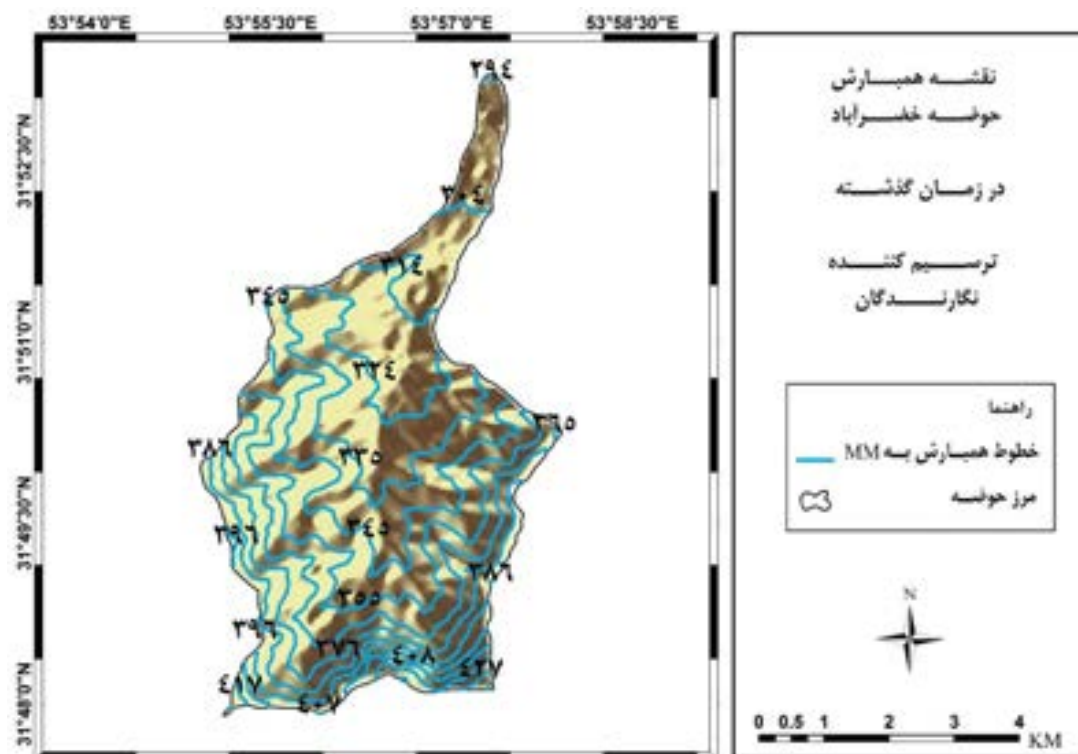 53°54'0"E 53°55'30"E 53°57'0"E 53°58'30"E
31°52'30"N
31°51'0"N
31°49'30"N
31°48'0"N
۲۹٤
۳۰٤
۳۱٤
۳٤٥
۳۲٤
۳٦٥
۳۸٦
۳۳٥
۳۹٦
۳٤٥
۳۸٦
۳٥٥
۳۹٦
۳۷٦
٤۰۸
٤۲۷
٤۱۷
٤۰۷
نقشه همبارش
حوضه خضرآباد
در زمان گذشته
ترسیم کننده
نگارندگان
راهنما
خطوط همبارش به MM
مرز حوضه
N
0 0.5 1 2 3 4
KM